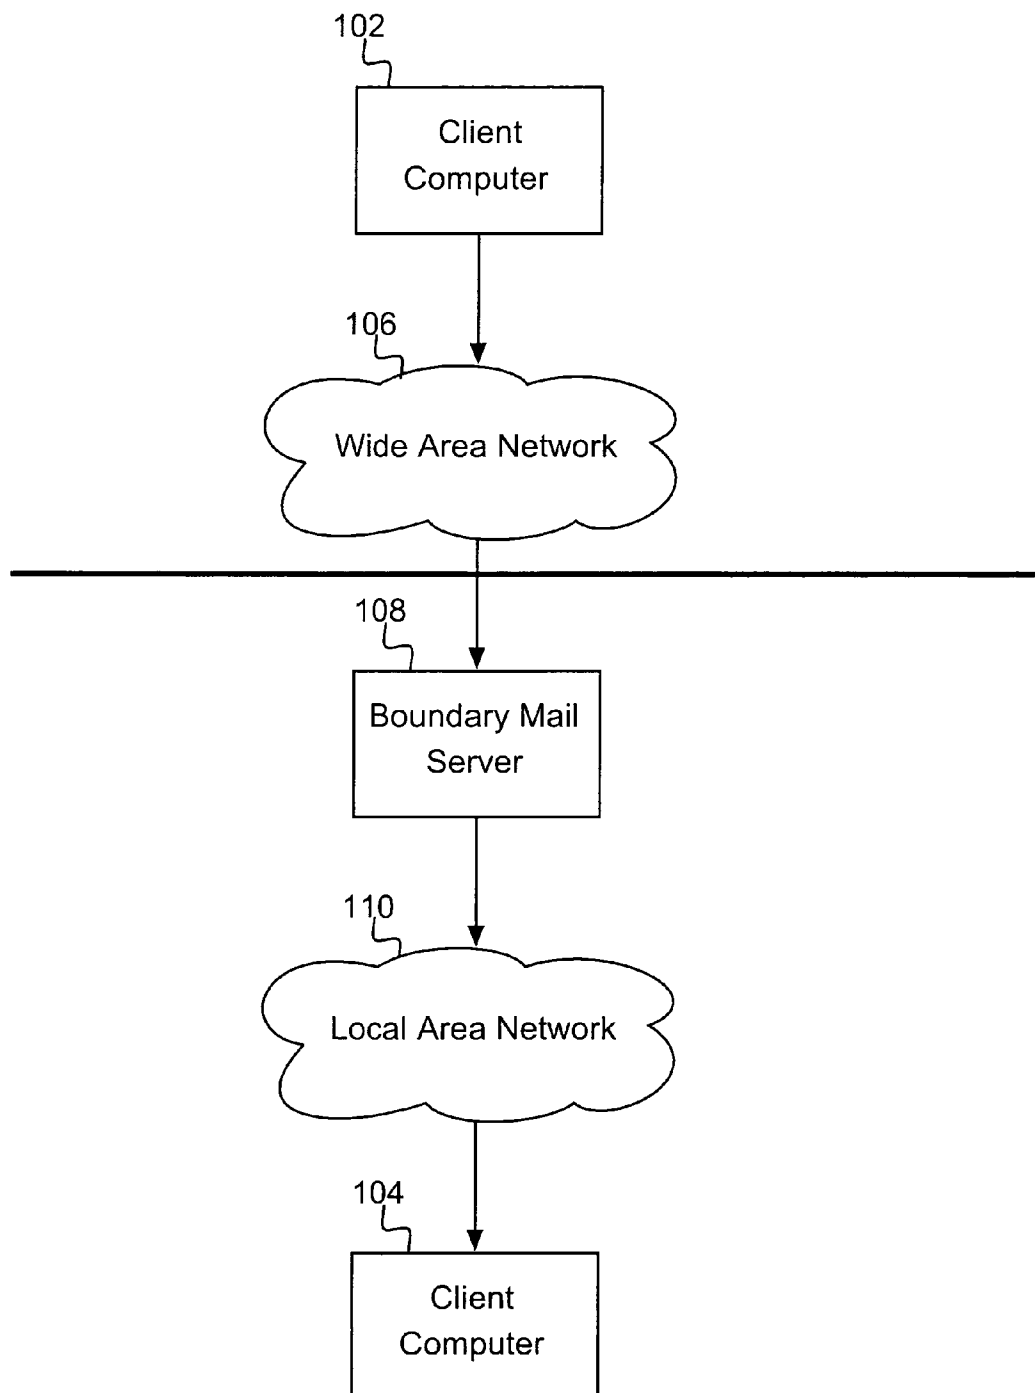 102
Client
Computer
106
Wide Area Network
108
Boundary Mail
Server
110
Local Area Network
104
Client
Computer